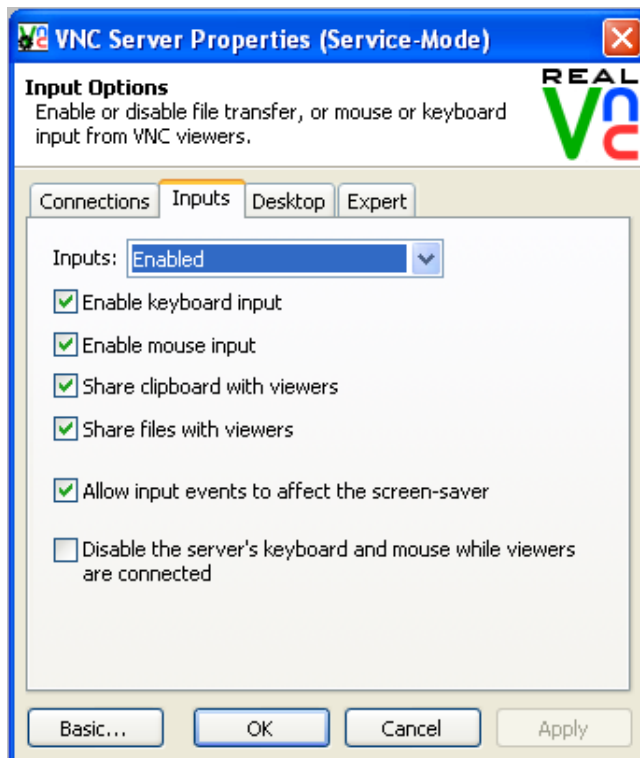 VNC Server Properties (Service-Mode)
Input Options
Enable or disable file transfer, or mouse or keyboard
input from VNC viewers.
REAL
VNC
Connections
Inputs
Desktop
Expert
Inputs:
Enabled
Enable keyboard input
Enable mouse input
Share clipboard with viewers
Share files with viewers
Allow input events to affect the screen-saver
Disable the server's keyboard and mouse while viewers
are connected
Basic...
OK
Cancel
Apply